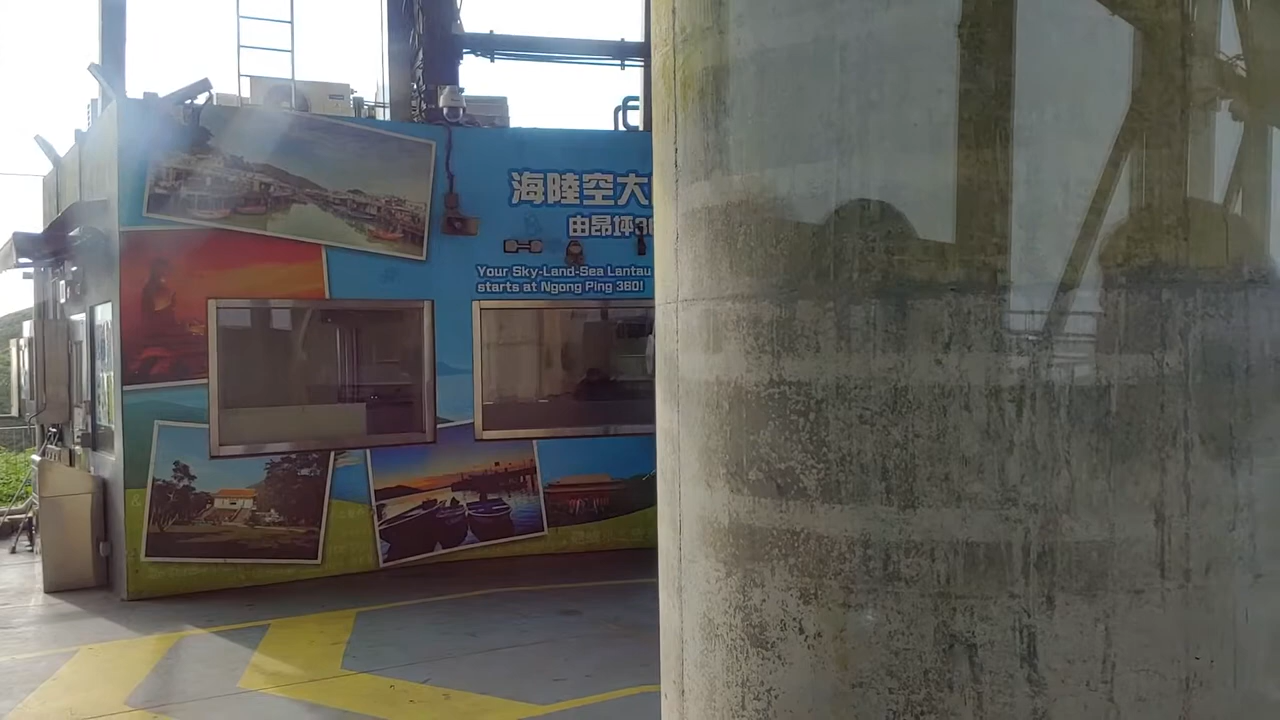 海陸空大
由昂坪36
Your Sky-Land-Sea Lantau
starts at Ngong Ping 360!